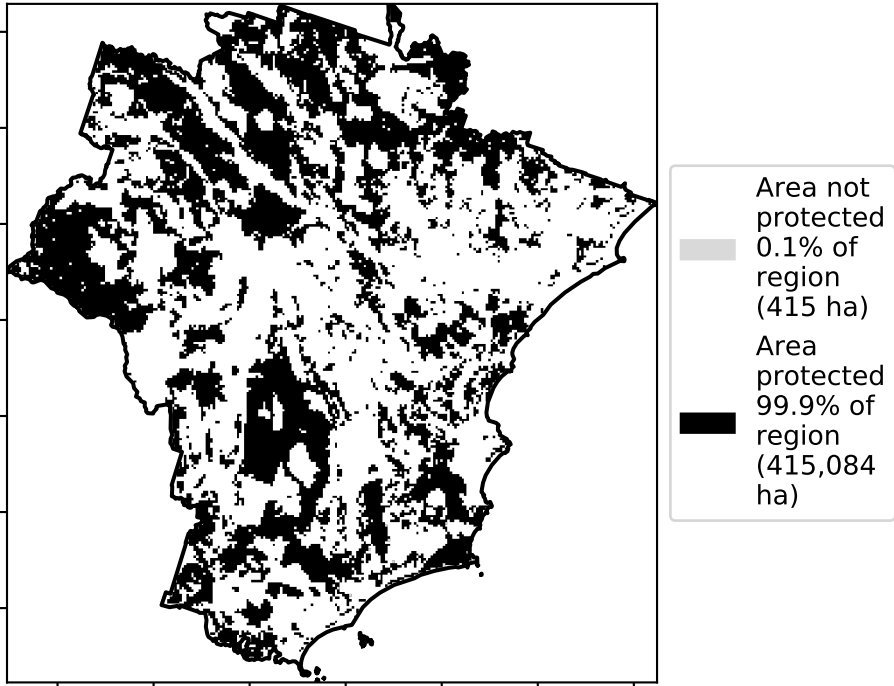 Area not
protected
0.1% of
region
(415 ha)
Area
protected
99.9% of
region
(415,084
ha)